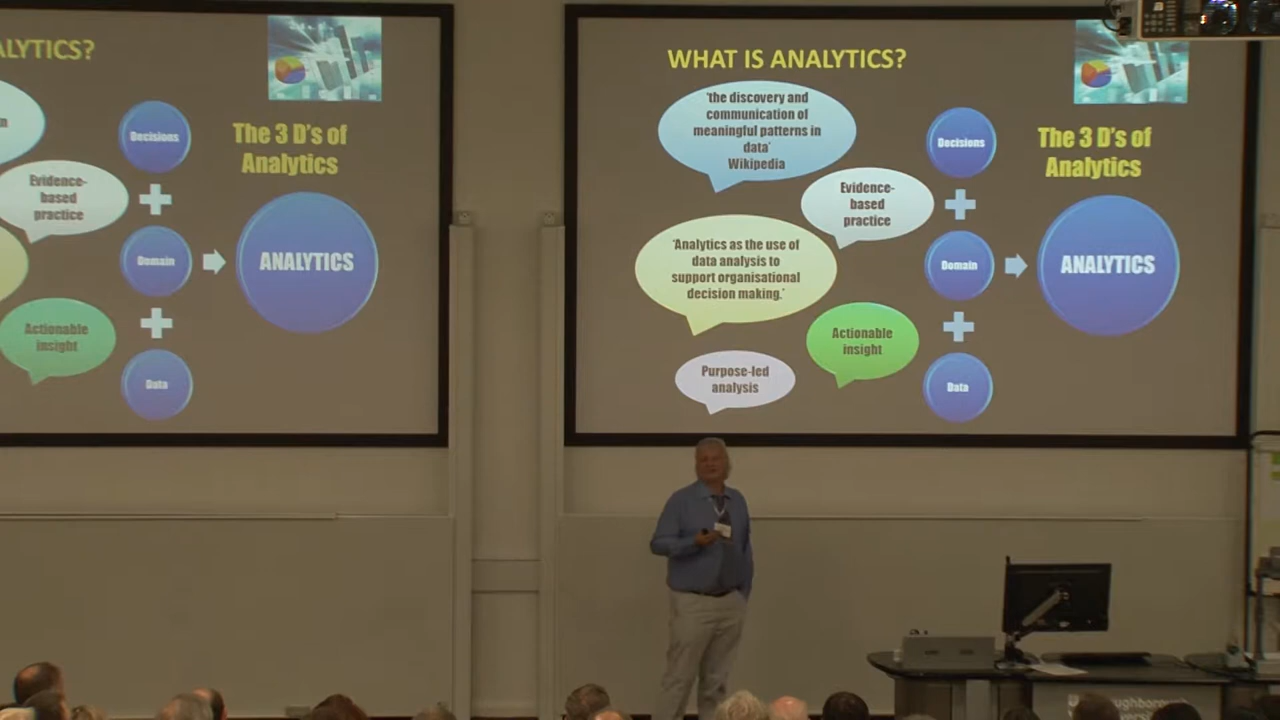 ALYTICS?
Decisions
The 3 D's of
Analytics
Evidence-
based
practice
Domain
ANALYTICS
Actionable
insight
Data
WHAT IS ANALYTICS?
'the discovery and
communication of
meaningful patterns in
data'
Wikipedia
Evidence-
based
practice
'Analytics as the use of
data analysis to
support organisational
decision making.'
Actionable
insight
Purpose-led
analysis
Decisions
Domain
Data
The 3 D's of
Analytics
ANALYTICS